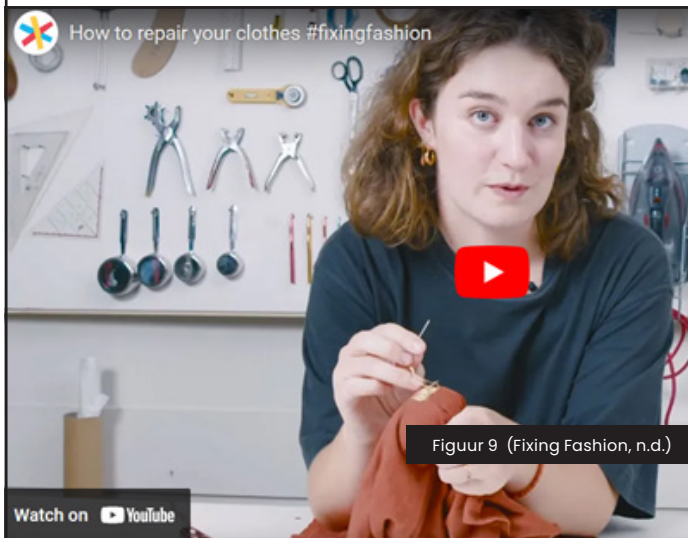 How to repair your clothes #fixingfashion
Figuur 9 (Fixing Fashion, n.d.)
Watch on YouTube